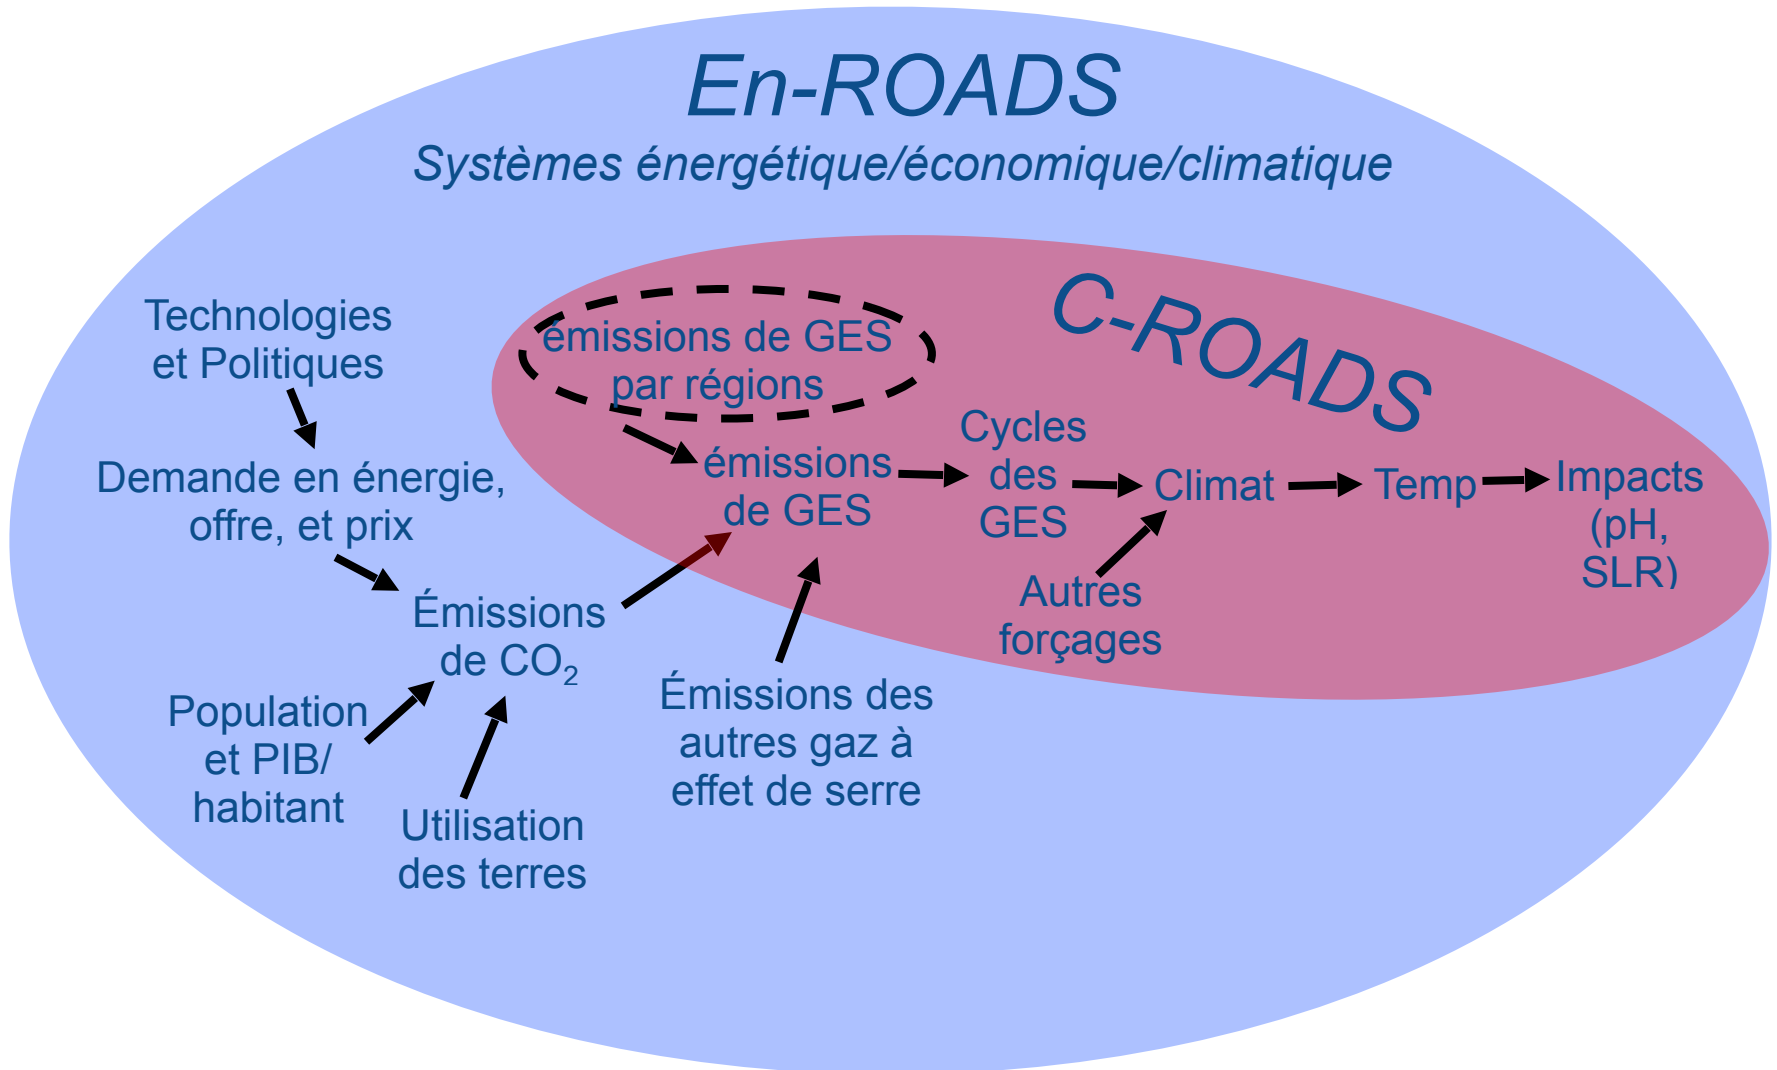 En-ROADS
Systèmes énergétique/économique/climatique
C-ROADS
Technologies
et Politiques
émissions de GES
par régions
Demande en énergie,
offre, et prix
émissions
de GES
Cycles
des
GES
Climat
Temp
Impacts
(pH,
SLR)
Autres
forçages
Émissions
de CO₂
Population
et PIB/
habitant
Utilisation
des terres
Émissions des
autres gaz à
effet de serre